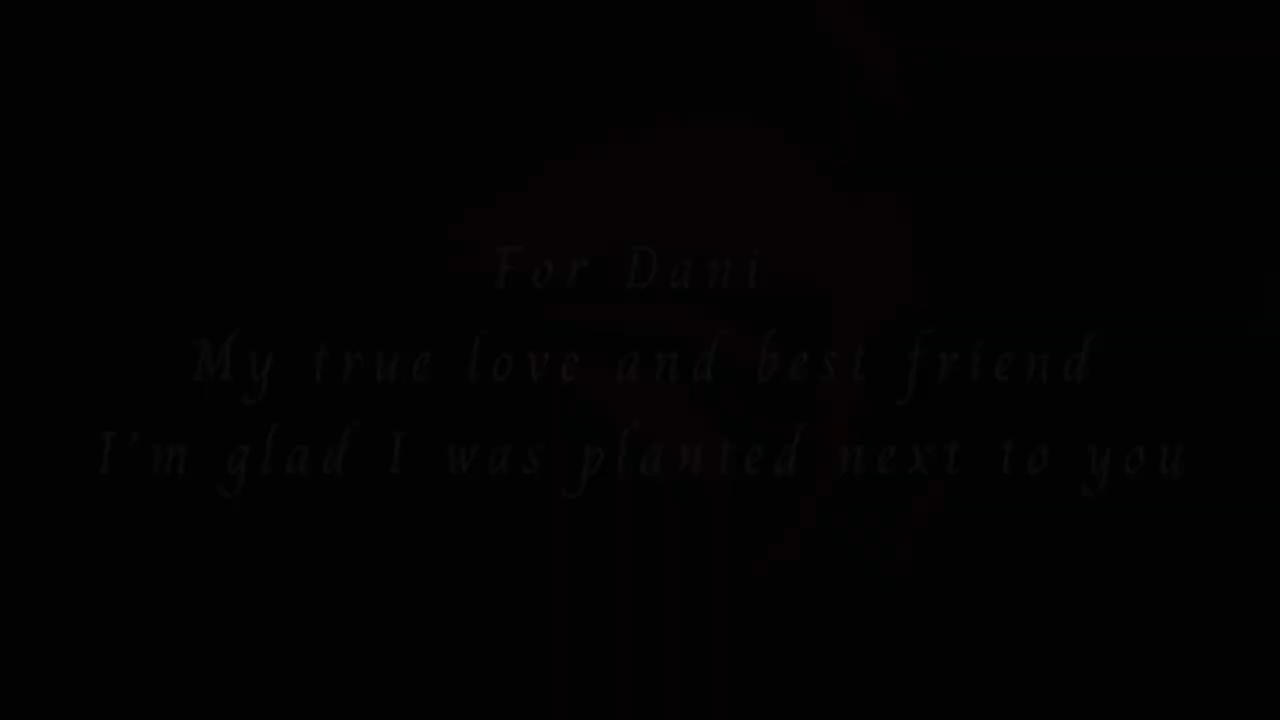 For Dani
My true love and best friend
I'm glad I was planted next to you